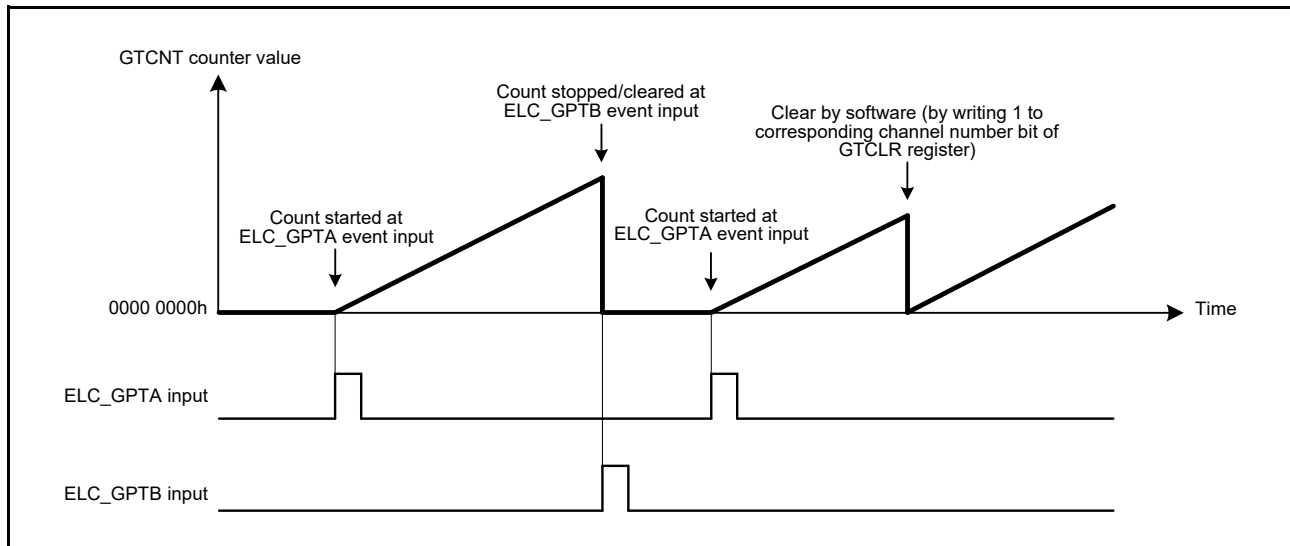 GTCNT counter value
Count stopped/cleared at
ELC_GPTB event input
Clear by software (by writing 1 to
corresponding channel number bit of
GTCLR register)
Count started at
ELC_GPTA event input
Count started at
ELC_GPTA event input
0000 0000h
Time
ELC_GPTA input
ELC_GPTB input